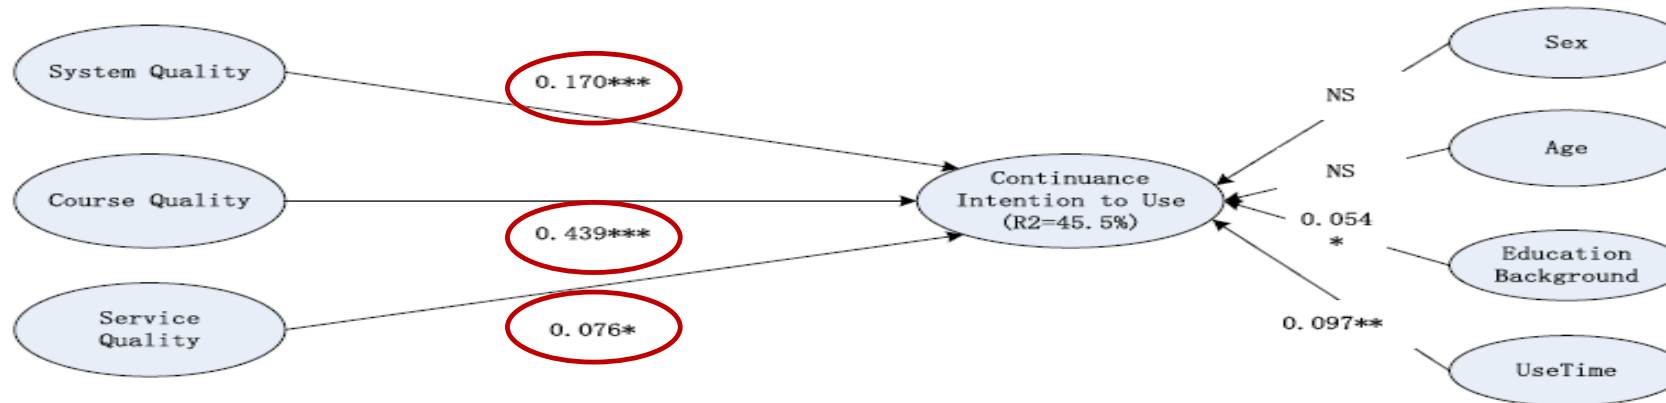 System Quality
0.170***
Course Quality
0.439***
Service
Quality
0.076*
Continuance
Intention to Use
(R2=45.5%)
Sex
NS
Age
NS
Education
Background
0.054
*
UseTime
0.097**